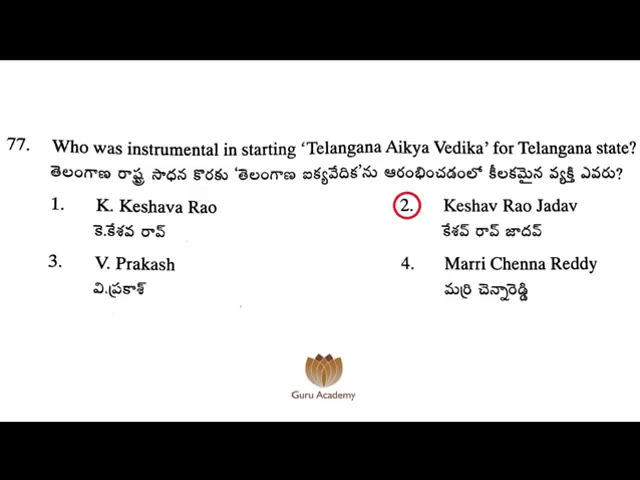 77. Who was instrumental in starting ‘Telangana Aikya Vedika’ for Telangana state?
తెలంగాణ రాష్ట్ర సాధన కొరకు ‘తెలంగాణ ఐక్యవేదిక’ను ఆరంభించడంలో కీలకమైన వ్యక్తి ఎవరు?
1. K. Keshava Rao 2. Keshav Rao Jadav
కె.కేశవ రావ్ కేశవ్ రావ్ జాదవ్
3. V. Prakash 4. Marri Chenna Reddy
వి.ప్రకాశ్ మర్రి చెన్నారెడ్డి
Guru Academy